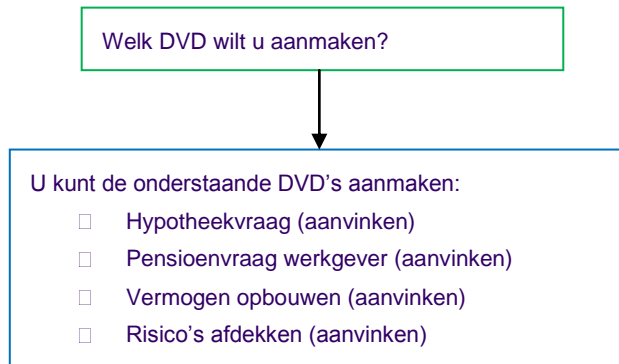 Welk DVD wilt u aanmaken?
U kunt de onderstaande DVD's aanmaken:
Hypotheekvraag (aanvinken)
Pensioenvraag werkgever (aanvinken)
Vermogen opbouwen (aanvinken)
Risico's afdekken (aanvinken)